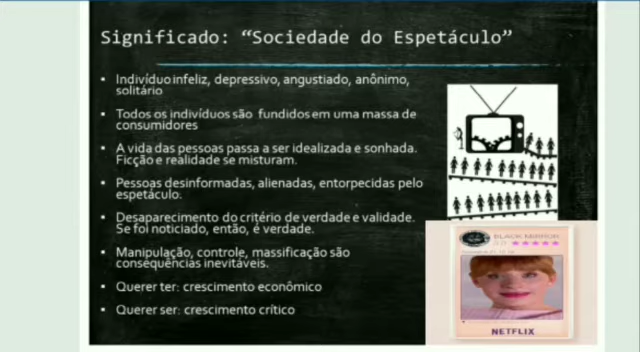 Significado: “Sociedade do Espetáculo”
▪ Indivíduo infeliz, depressivo, angustiado, anônimo,
solitário
▪ Todos os indivíduos são fundidos em uma massa de
consumidores
▪ A vida das pessoas passa a ser idealizada e sonhada.
Ficção e realidade se misturam.
▪ Pessoas desinformadas, alienadas, entorpecidas pelo
espetáculo.
▪ Desaparecimento do critério de verdade e validade.
Se foi noticiado, então, é verdade.
▪ Manipulação, controle, massificação são
consequências inevitáveis.
▪ Querer ter: crescimento econômico
▪ Querer ser: crescimento crítico
BLACK MIRROR
NETFLIX